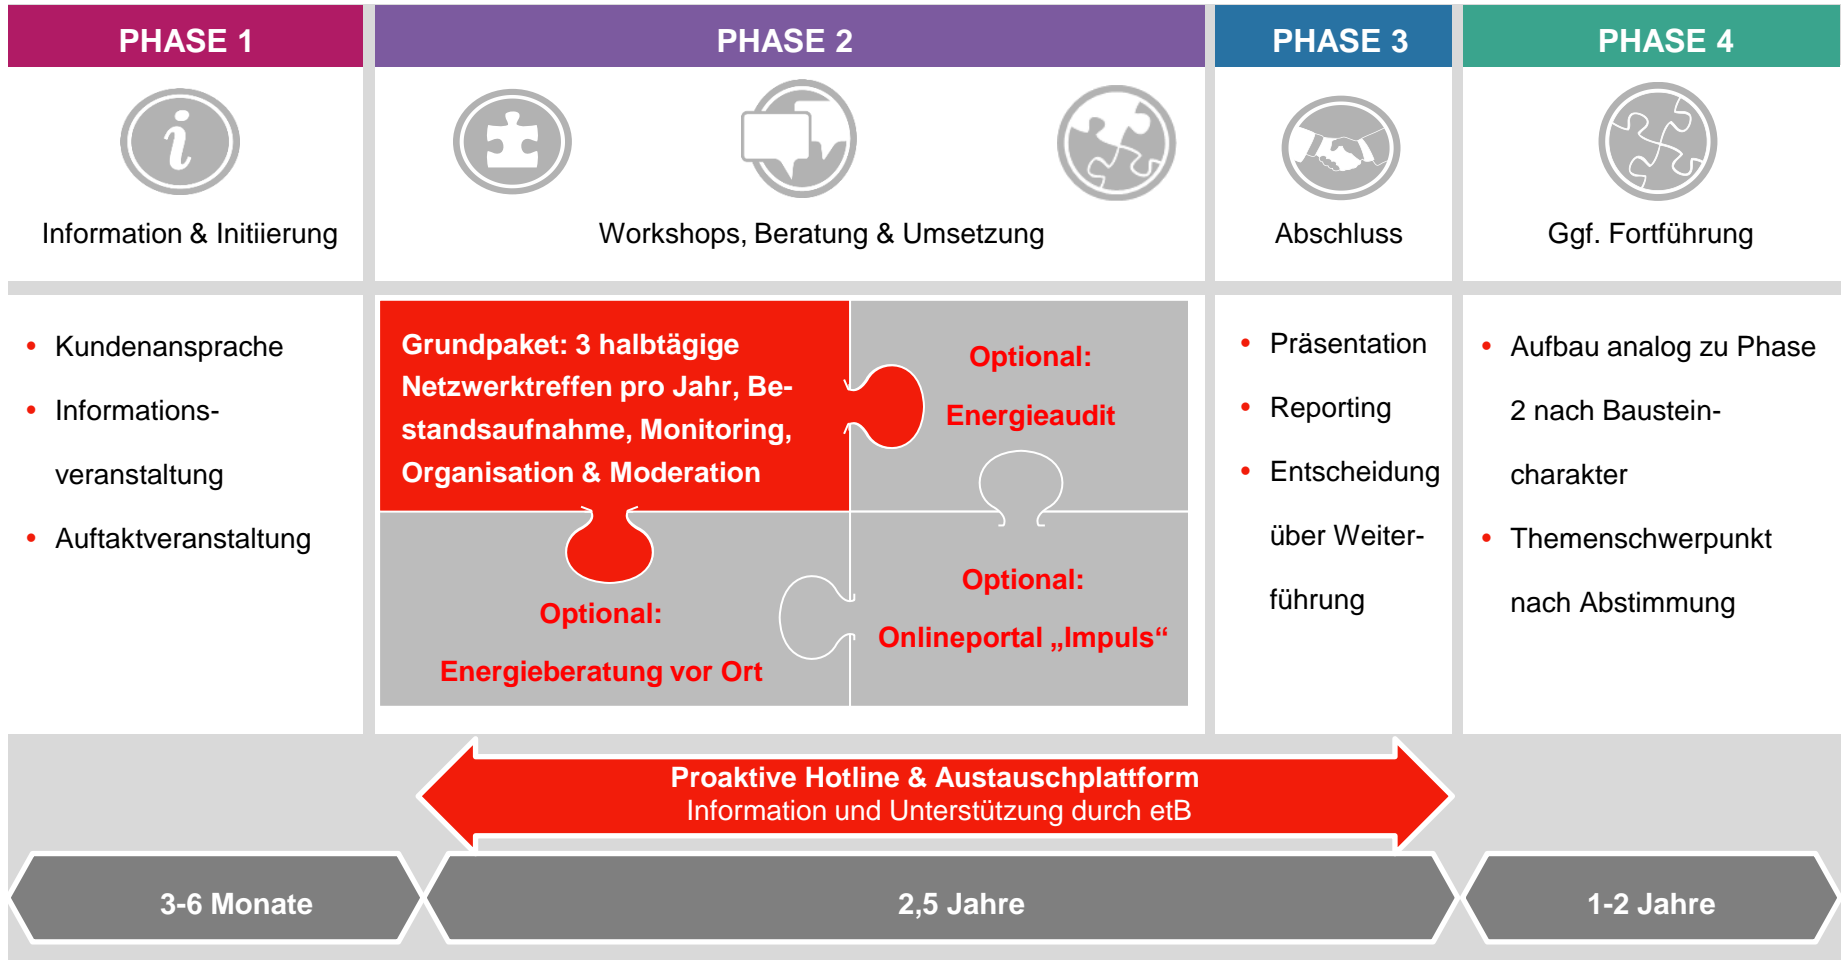 PHASE 1
PHASE 2
PHASE 3
PHASE 4
i
Information & Initiierung
Workshops, Beratung & Umsetzung
Abschluss
Ggf. Fortführung
• Kundenansprache
• Informations-
veranstaltung
• Auftaktveranstaltung
Grundpaket: 3 halbtägige
Netzwerktreffen pro Jahr, Be-
standsaufnahme, Monitoring,
Organisation & Moderation
Optional:
Energieaudit
Optional:
Energieberatung vor Ort
Optional:
Onlineportal „Impuls“
• Präsentation
• Reporting
• Entscheidung
über Weiter-
führung
• Aufbau analog zu Phase
2 nach Baustein-
charakter
• Themenschwerpunkt
nach Abstimmung
Proaktive Hotline & Austauschplattform
Information und Unterstützung durch etB
3-6 Monate
2,5 Jahre
1-2 Jahre